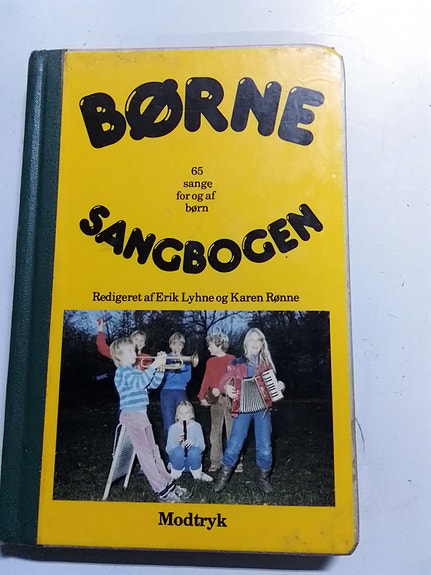 BØRNE
65
sange
for og af
børn
SANGBOGEN
Redigeret af Erik Lyhne og Karen Rønne
Modtryk